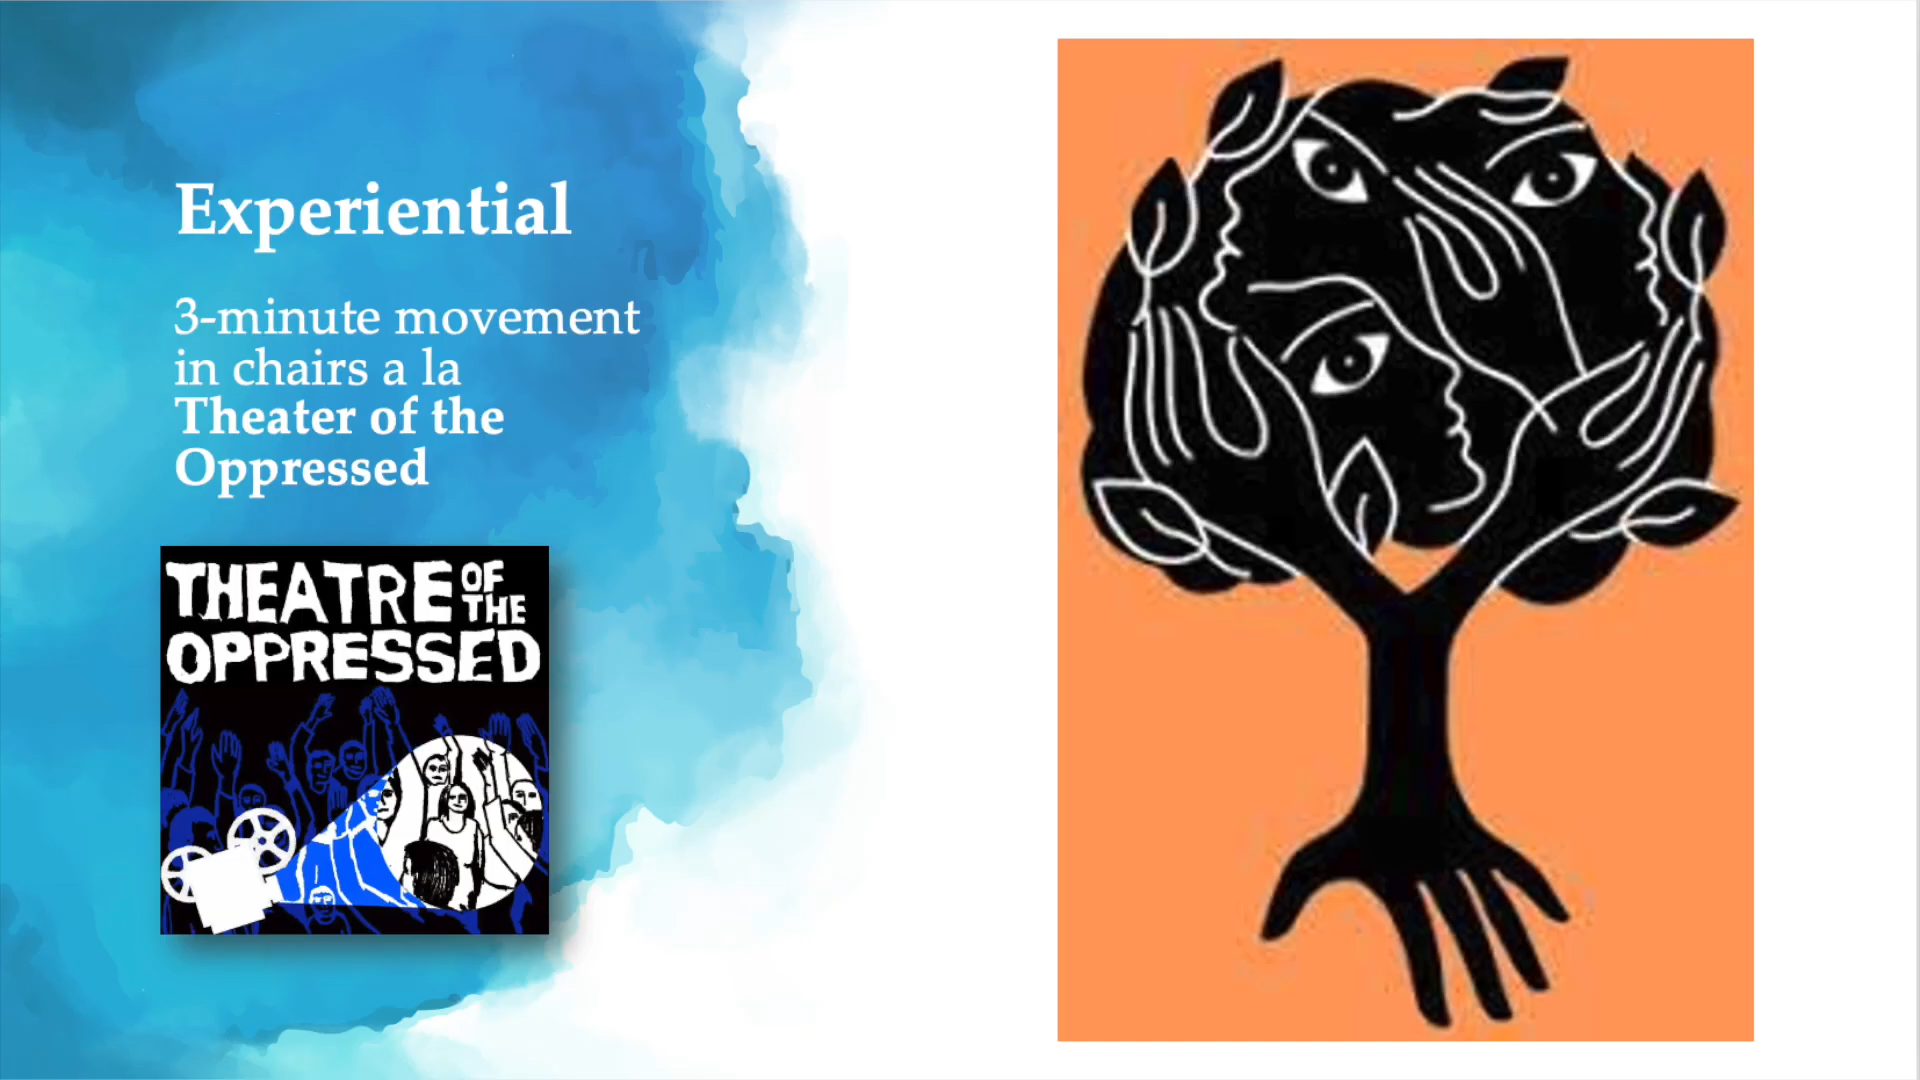 Experiential
3-minute movement
in chairs a la
Theater of the
Oppressed
THEATRE OF THE
OPPRESSED